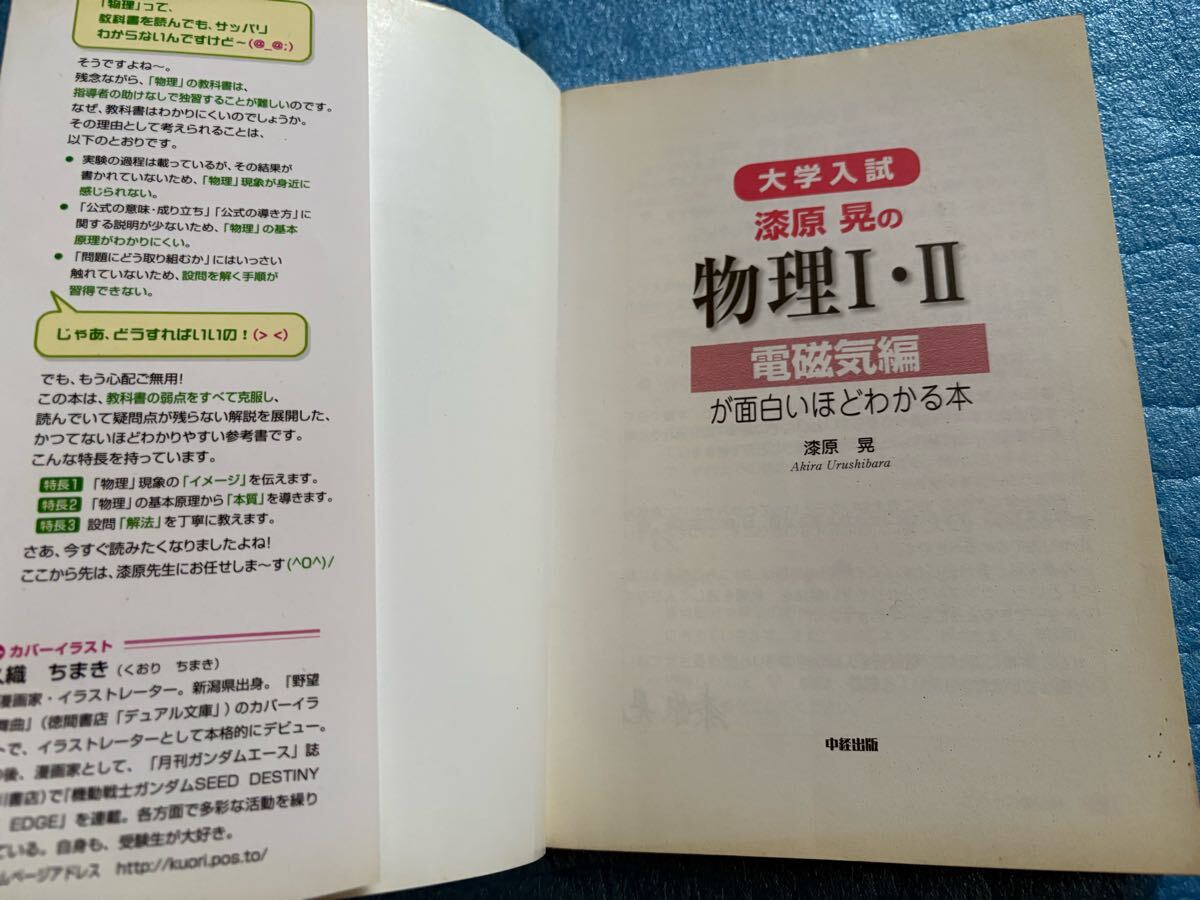 「物理」って、
教科書を読んでも、サッパリ
わからないんですけど～(@_@;)
そうですよね～。
残念ながら、「物理」の教科書は、
指導者の助けなしで独習することが難しいのです。
なぜ、教科書はわかりにくいのでしょうか。
その理由として考えられることは、
以下のとおりです。
● 実験の過程は載っているが、その結果が
書かれていないため、「物理」現象が身近に
感じられない。
● 「公式の意味・成り立ち」「公式の導き方」に
関する説明が少ないため、「物理」の基本
原理がわかりにくい。
● 「問題にどう取り組むか」にはいっさい
触れていないため、設問を解く手順が
習得できない。
じゃあ、どうすればいいの！(> <)
でも、もう心配ご無用!
この本は、教科書の弱点をすべて克服し、
読んでいて疑問点が残らない解説を展開した、
かつてないほどわかりやすい参考書です。
こんな特長を持っています。
特長1 「物理」現象の「イメージ」を伝えます。
特長2 「物理」の基本原理から「本質」を導きます。
特長3 設問「解法」を丁寧に教えます。
さあ、今すぐ読みたくなりましたよね!
ここから先は、漆原先生にお任せしま～す(^O^)/
カバーイラスト
織 ちまき（くおり ちまき）
漫画家・イラストレーター。新潟県出身。「野望
舞曲」（徳間書店「デュアル文庫」）のカバーイラ
トで、イラストレーターとして本格的にデビュー。
後、漫画家として、「月刊ガンダムエース」誌
川書店）で「機動戦士ガンダムSEED DESTINY
EDGE」を連載。各方面で多彩な活動を繰り
ている。自身も、受験生が大好き。
ムページアドレス http://kuori.pos.to/
大学入試
漆原 晃の
物理Ⅰ・Ⅱ
電磁気編
が面白いほどわかる本
漆原 晃
Akira Urushibara
中経出版